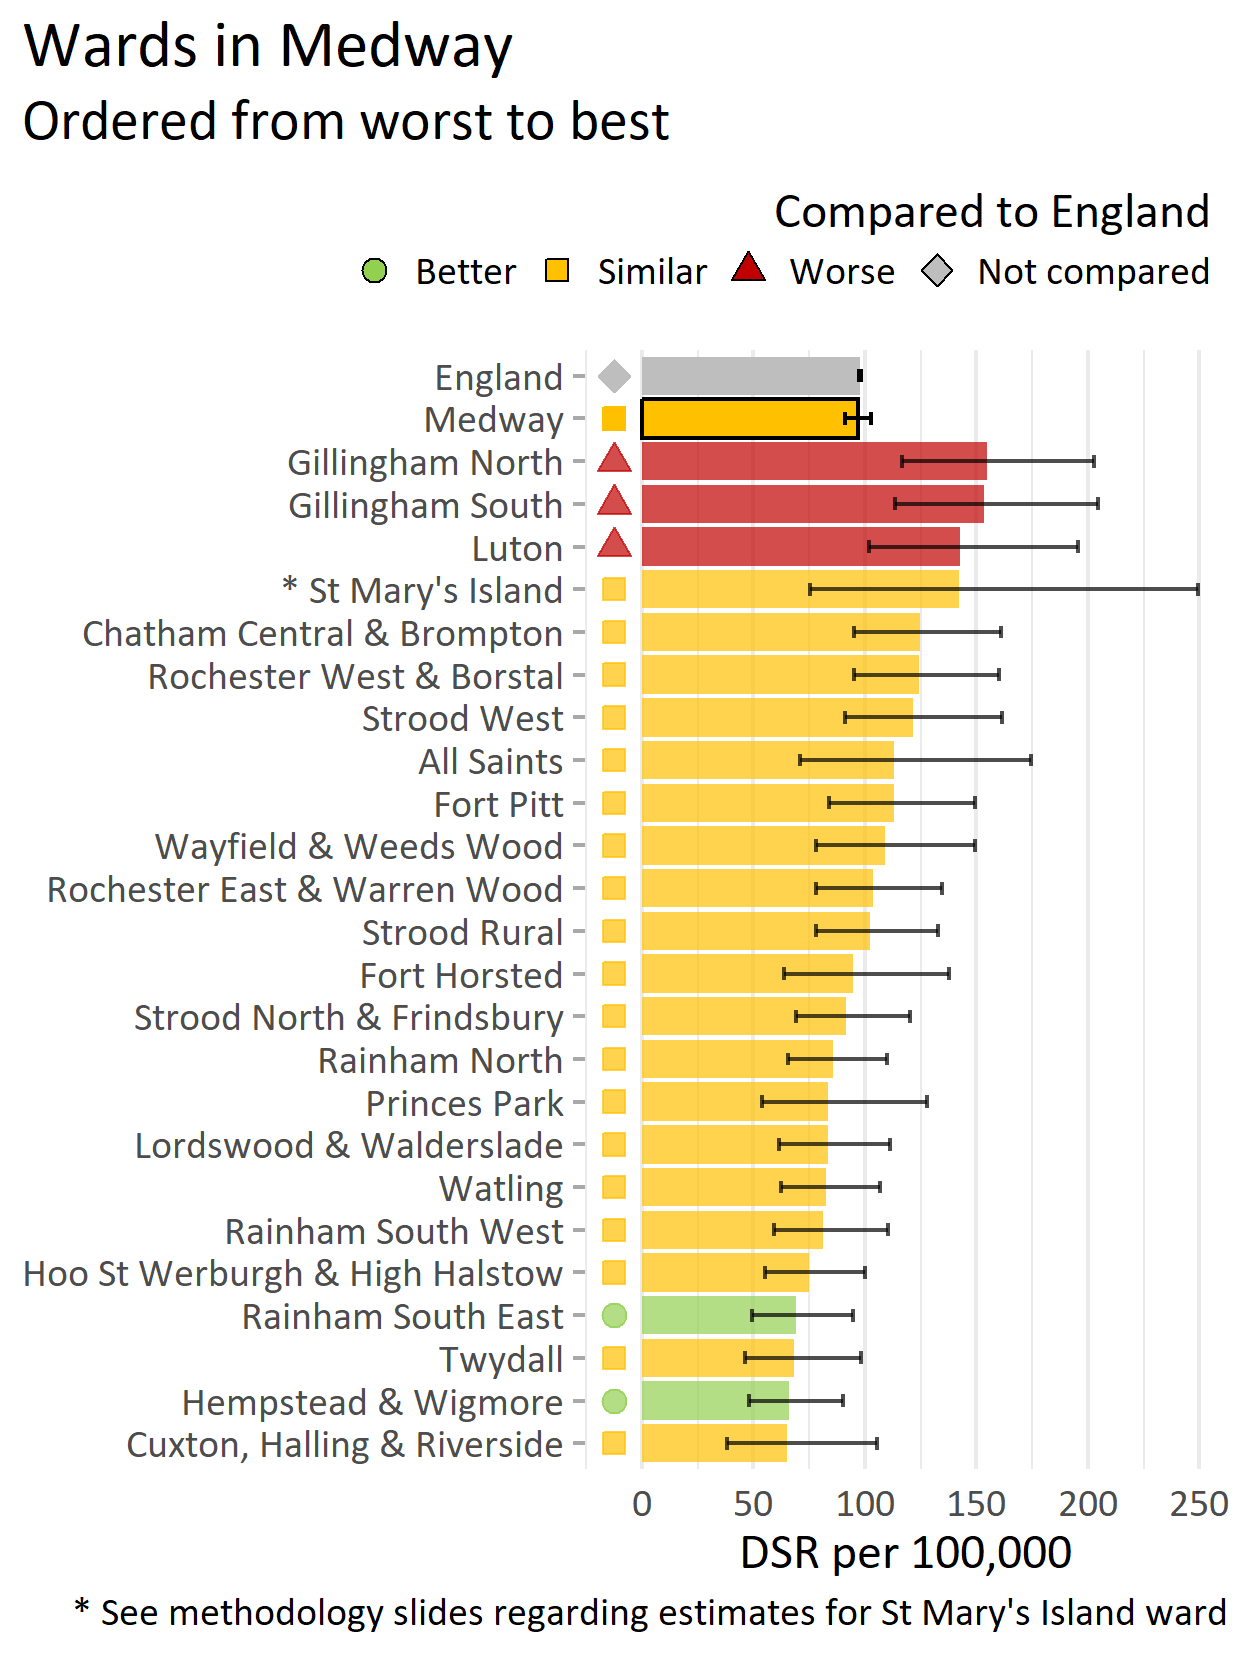 Wards in Medway
Ordered from worst to best
Compared to England
Better Similar Worse Not compared
England
Medway
Gillingham North
Gillingham South
Luton
* St Mary's Island
Chatham Central & Brompton
Rochester West & Borstal
Strood West
All Saints
Fort Pitt
Wayfield & Weeds Wood
Rochester East & Warren Wood
Strood Rural
Fort Horsted
Strood North & Frindsbury
Rainham North
Princes Park
Lordswood & Walderslade
Watling
Rainham South West
Hoo St Werburgh & High Halstow
Rainham South East
Twydall
Hempstead & Wigmore
Cuxton, Halling & Riverside
0 50 100 150 200 250
DSR per 100,000
* See methodology slides regarding estimates for St Mary's Island ward